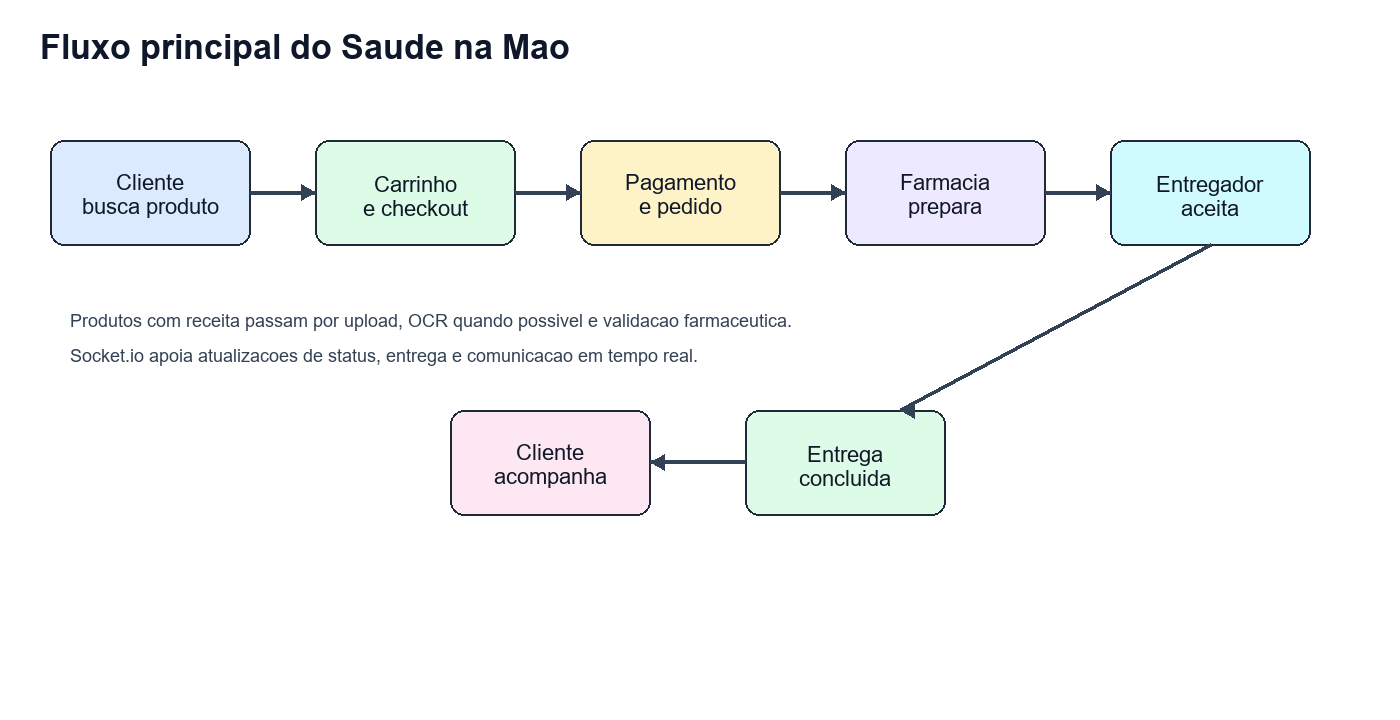 Fluxo principal do Saude na Mao
Cliente
busca produto
Carrinho
e checkout
Pagamento
e pedido
Farmacia
prepara
Entregador
aceita
Produtos com receita passam por upload, OCR quando possivel e validacao farmaceutica.
Socket.io apoia atualizacoes de status, entrega e comunicacao em tempo real.
Cliente
acompanha
Entrega
concluida